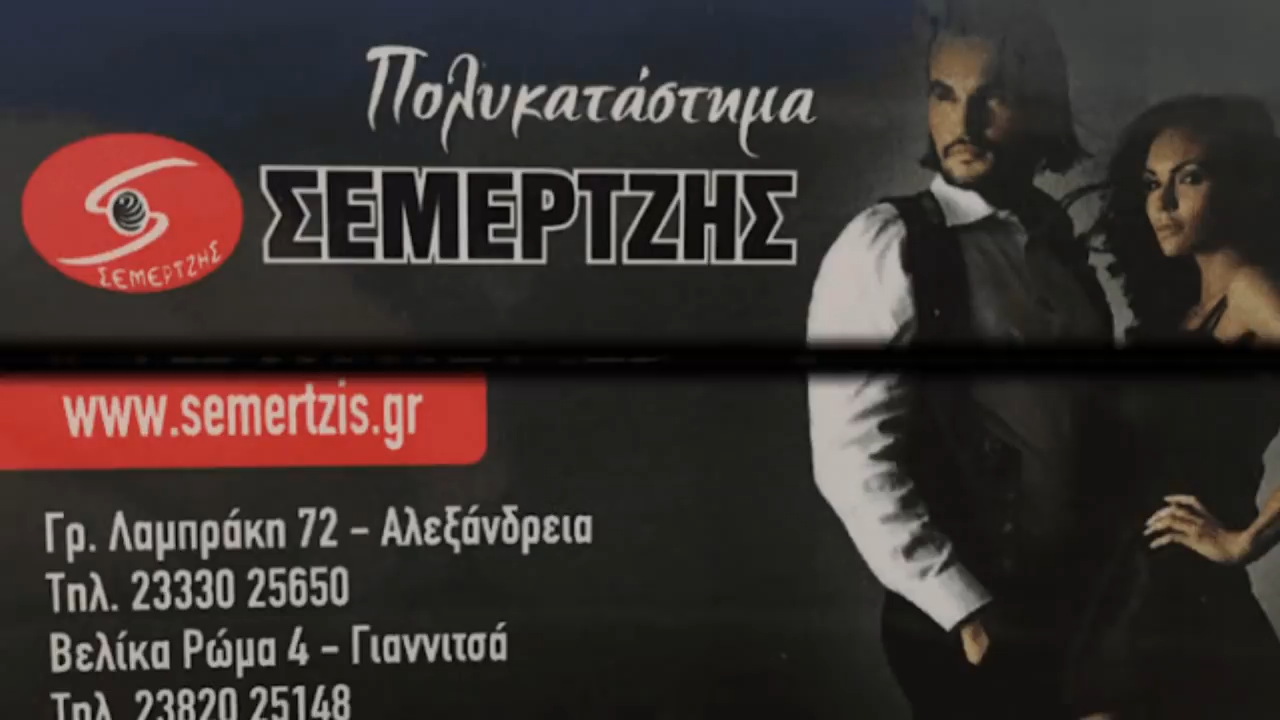 Πολυκατάστημα
ΣΕΜΕΡΤΖΗΣ
ΣΕΜΕΡΤΖΗΣ
www.semertzis.gr
Γρ. Λαμπράκη 72 – Αλεξάνδρεια
Τηλ. 23330 25650
Βελίκα Ρώμα 4 – Γιαννιτσά
Τηλ. 23820 25148